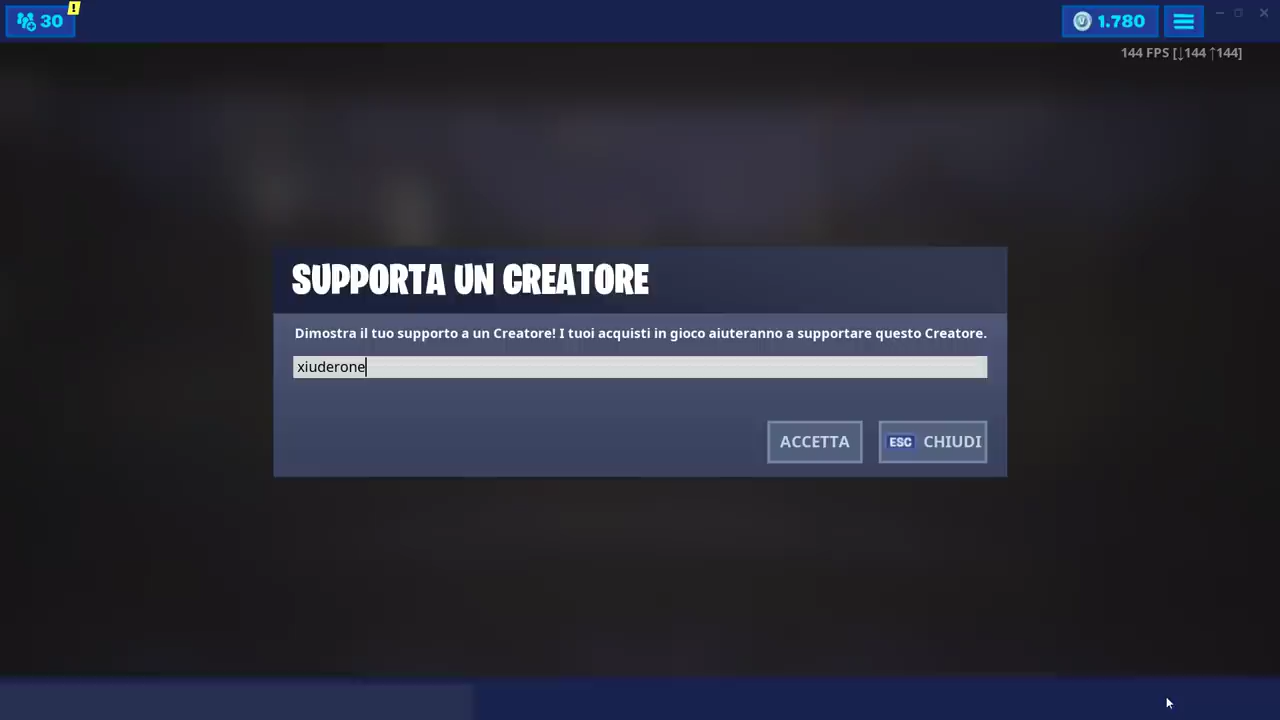 30
!
1.780
144 FPS [↓144 ↑144]
SUPPORTA UN CREATORE
Dimostra il tuo supporto a un Creatore! I tuoi acquisti in gioco aiuteranno a supportare questo Creatore.
xiuderone
ACCETTA
ESC CHIUDI